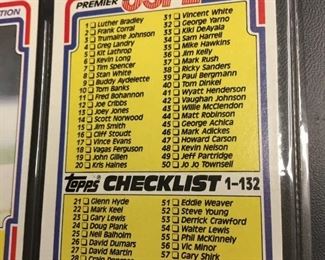 TION
PREMIER
1 Luther Bradley
2 Frank Corral
3 Trumaine Johnson
4 Greg Landry
5 Kit Lathrop
6 Kevin Long
7 Tim Spencer
8 Stan White
9 Buddy Aydelette
10 Tom Banks
11 Fred Bohannon
12 Joe Cribbs
13 Joey Jones
14 Scott Norwood
15 Jim Smith
16 Cliff Stoudt
17 Vince Evans
18 Vagas Ferguson
19 John Gillen
20 Kris Haines
31 Vincent White
32 George Yarno
33 Kiki DeAyala
34 Sam Harrell
35 Mike Hawkins
36 Jim Kelly
37 Mark Rush
38 Ricky Sanders
39 Paul Bergmann
40 Tom Dinkel
41 Wyatt Henderson
42 Vaughan Johnson
43 Willie McClendon
44 Matt Robinson
45 George Achica
46 Mark Adickes
47 Howard Carson
48 Kevin Nelson
49 Jeff Partridge
50 Jo Jo Townsell
Topps CHECKLIST 1-132
21 Glenn Hyde
22 Mark Keel
23 Gary Lewis
24 Doug Plank
25 Neil Balholm
26 David Dumars
27 David Martin
28 Craig
51 Eddie Weaver
52 Steve Young
53 Derrick Crawford
54 Walter Lewis
55 Phil McKinnely
56 Vic Minor
57 Gary Shirk